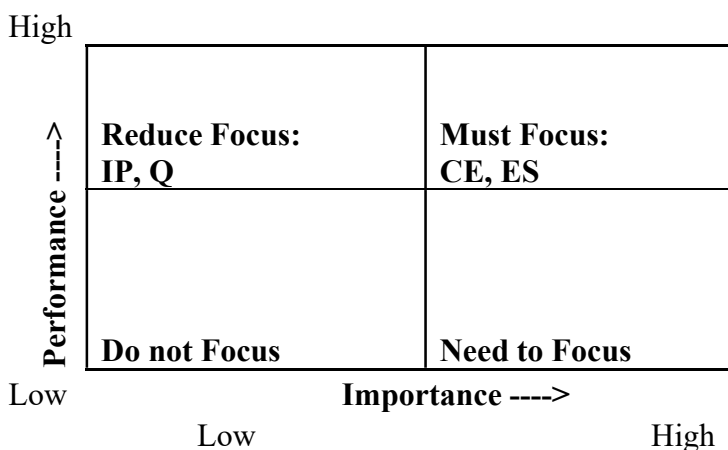 High
Performance ---->
Reduce Focus:
IP, Q
Must Focus:
CE, ES
Do not Focus
Need to Focus
Low
Importance ---->
Low
High